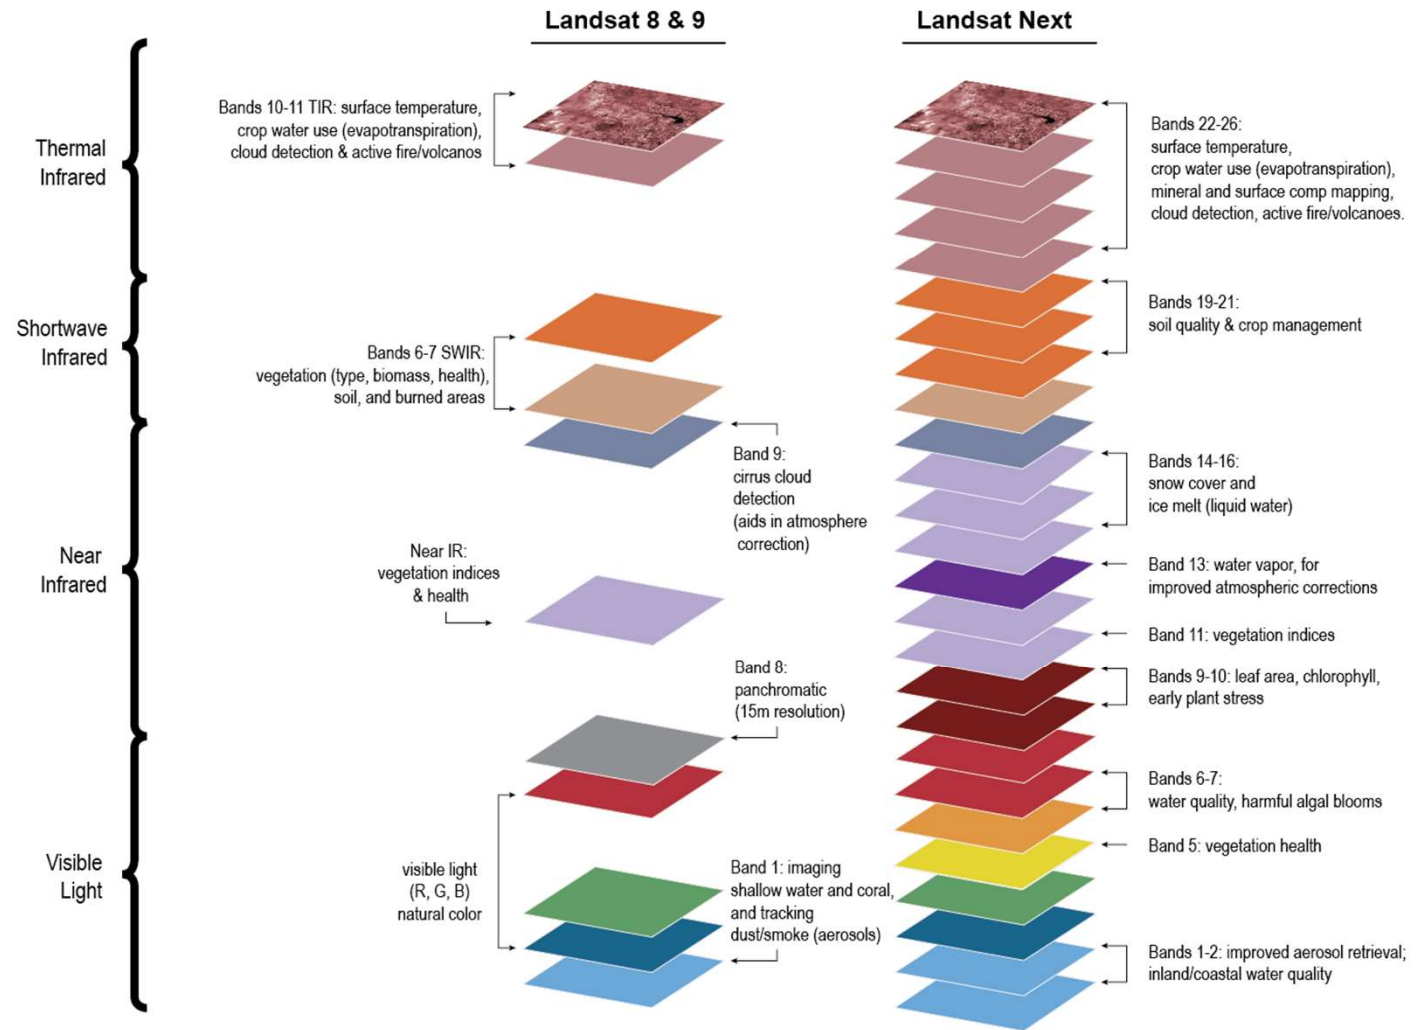 Landsat 8 & 9
Landsat Next
Thermal
Infrared
Shortwave
Infrared
Near
Infrared
Visible
Light
Bands 10-11 TIR: surface temperature,
crop water use (evapotranspiration),
cloud detection & active fire/volcanos
Bands 6-7 SWIR:
vegetation (type, biomass, health),
soil, and burned areas
Band 9:
cirrus cloud
detection
(aids in atmosphere
correction)
Near IR:
vegetation indices
& health
Band 8:
panchromatic
(15m resolution)
visible light
(R, G, B)
natural color
Band 1: imaging
shallow water and coral,
and tracking
dust/smoke (aerosols)
Bands 22-26:
surface temperature,
crop water use (evapotranspiration),
mineral and surface comp mapping,
cloud detection, active fire/volcanoes.
Bands 19-21:
soil quality & crop management
Bands 14-16:
snow cover and
ice melt (liquid water)
Band 13: water vapor, for
improved atmospheric corrections
Band 11: vegetation indices
Bands 9-10: leaf area, chlorophyll,
early plant stress
Bands 6-7:
water quality, harmful algal blooms
Band 5: vegetation health
Bands 1-2: improved aerosol retrieval;
inland/coastal water quality